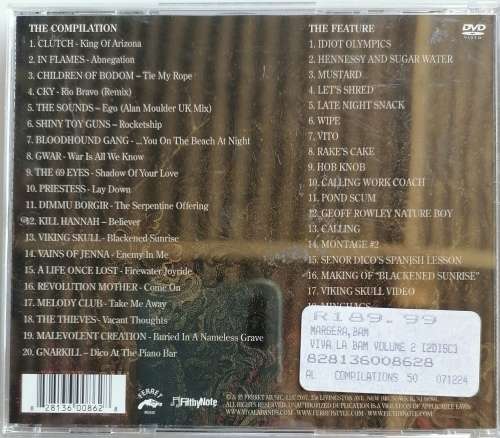 THE COMPILATION
1. CLUTCH - King Of Arizona
2. IN FLAMES - Abnegation
3. CHILDREN OF BODOM – Tie My Rope
4. CKY - Rio Bravo (Remix)
5. THE SOUNDS – Ego (Alan Moulder UK Mix)
6. SHINY TOY GUNS – Rocketship
7. BLOODHOUND GANG - ...You On The Beach At Night
8. GWAR - War Is All We Know
9. THE 69 EYES - Shadow Of Your Love
10. PRIESTESS - Lay Down
11. DIMMU BORGIR - The Serpentine Offering
12. KILL HANNAH – Believer
13. VIKING SKULL - Blackened Sunrise
14. VAINS OF JENNA - Enemy In Me
15. A LIFE ONCE LOST - Firewater Joyride
16. REVOLUTION MOTHER - Come On
17. MELODY CLUB - Take Me Away
18. THE THIEVES - Vacant Thoughts
19. MALEVOLENT CREATION - Buried In A Nameless Grave
20. GNARKILL – Dico At The Piano Bar
THE FEATURE
1. IDIOT OLYMPICS
2. HENNESSY AND SUGAR WATER
3. MUSTARD
4. LET'S SHRED
5. LATE NIGHT SNACK
6. WIPE
7. VITO
8. RAKE'S CAKE
9. HOB KNOB
10. CALLING WORK COACH
11. POND SCUM
12. GEOFF ROWLEY NATURE BOY
13. CALLING
14. MONTAGE #2
15. SENOR DICO'S SPANISH LESSON
16. MAKING OF "BLACKENED SUNRISE"
17. VIKING SKULL VIDEO
18. MINGHAGS
DVD
VIDEO
R189.99
MARGERA,BAM
VIVA LA BAM VOLUME 2 [2DISC]
828136008628
AL COMPILATIONS 50 071224
8 28136 00862 8
FERRET
MUSIC
FilthyNote